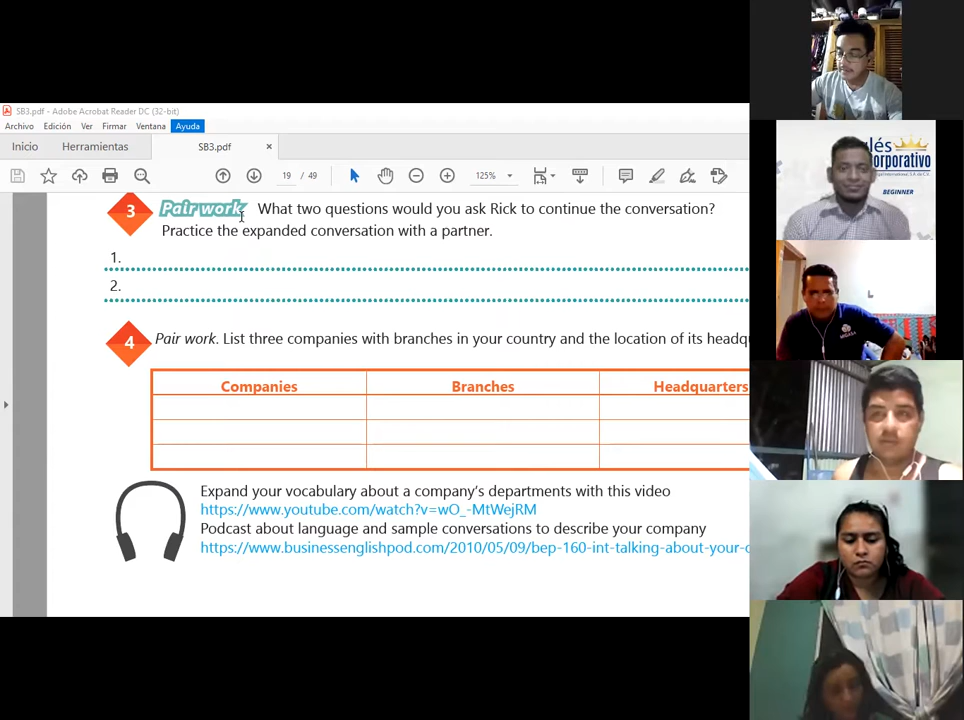 SB3.pdf - Adobe Acrobat Reader DC (32-bit)
Archivo Edición Ver Firmar Ventana Ayuda
Inicio Herramientas SB3.pdf ×
19 / 49 125%
3 Pair work What two questions would you ask Rick to continue the conversation?
Practice the expanded conversation with a partner.
1.
2.
4 Pair work. List three companies with branches in your country and the location of its headqu
Companies Branches Headquarters
Expand your vocabulary about a company's departments with this video
https://www.youtube.com/watch?v=wO_-MtWejRM
Podcast about language and sample conversations to describe your company
https://www.businessenglishpod.com/2010/05/09/bep-160-int-talking-about-your-c
lés
orporativo
BEGINNER